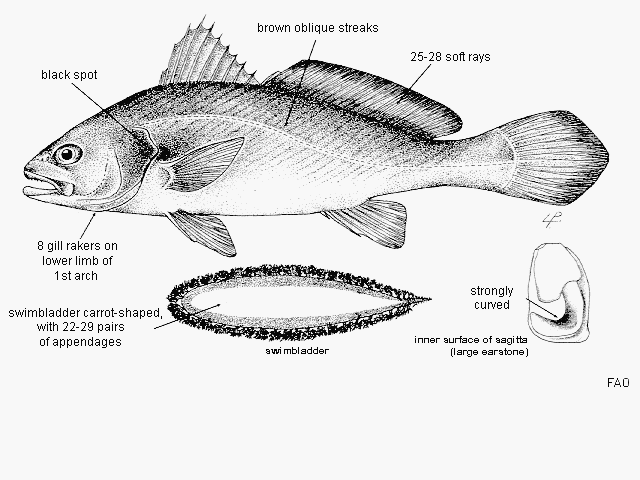 brown oblique streaks
25-28 soft rays
black spot
8 gill rakers on
lower limb of
1st arch
swimbladder carrot-shaped,
with 22-29 pairs
of appendages
swimbladder
strongly
curved
inner surface of sagitta
(large earstone)
FAO